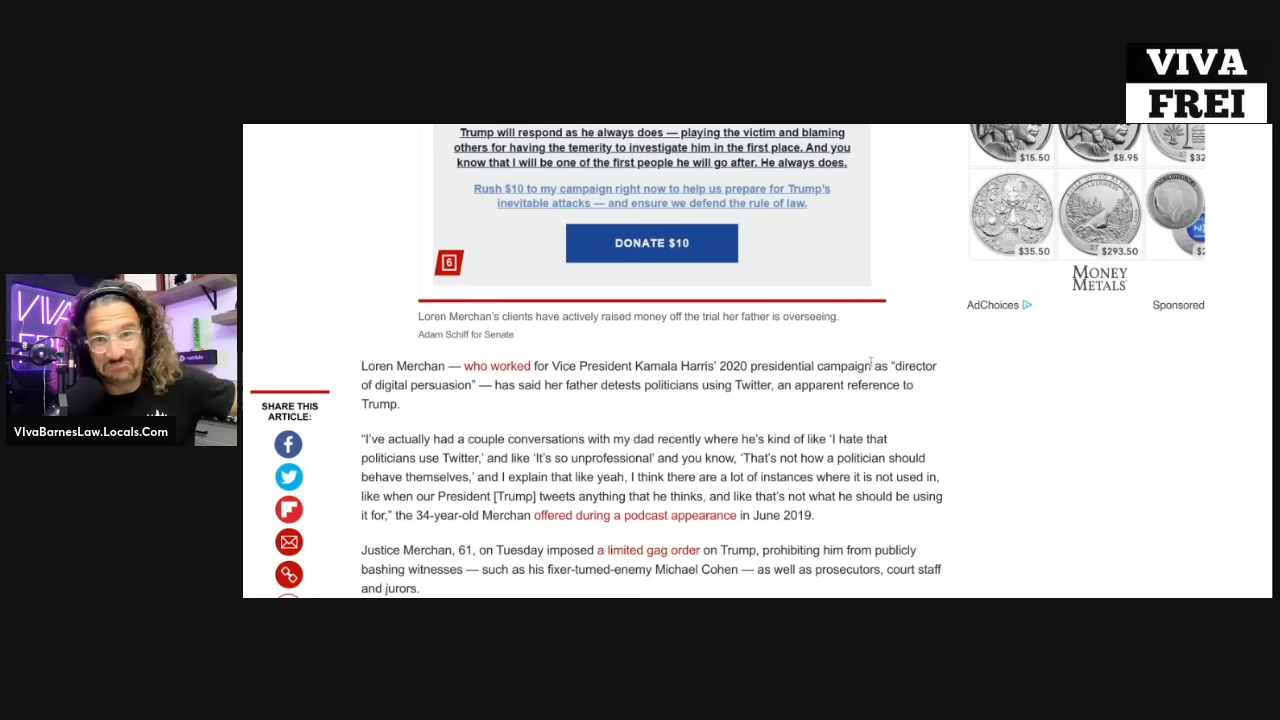 VIVA
FREI
Trump will respond as he always does — playing the victim and blaming
others for having the temerity to investigate him in the first place. And you
know that I will be one of the first people he will go after. He always does.
Rush $10 to my campaign right now to help us prepare for Trump's
inevitable attacks — and ensure we defend the rule of law.
DONATE $10
6
Loren Merchan's clients have actively raised money off the trial her father is overseeing.
Adam Schiff for Senate
Loren Merchan — who worked for Vice President Kamala Harris' 2020 presidential campaign as “director
of digital persuasion” — has said her father detests politicians using Twitter, an apparent reference to
Trump.
“I've actually had a couple conversations with my dad recently where he's kind of like ‘I hate that
politicians use Twitter,’ and like ‘It's so unprofessional’ and you know, ‘That's not how a politician should
behave themselves,’ and I explain that like yeah, I think there are a lot of instances where it is not used in,
like when our President [Trump] tweets anything that he thinks, and like that's not what he should be using
it for,” the 34-year-old Merchan offered during a podcast appearance in June 2019.
Justice Merchan, 61, on Tuesday imposed a limited gag order on Trump, prohibiting him from publicly
bashing witnesses — such as his fixer-turned-enemy Michael Cohen — as well as prosecutors, court staff
and jurors.
SHARE THIS
ARTICLE:
$15.50
$8.95
$32
$35.50
$293.50
MONEY
METALS
AdChoices
Sponsored
VIVA
rumble
VIvaBarnesLaw.Locals.Com